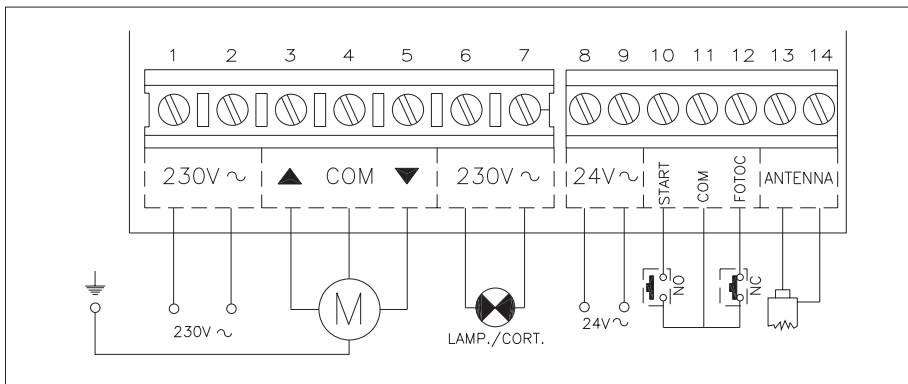 1 2 3 4 5 6 7 8 9 10 11 12 13 14
230V ~ ▲ COM ▼ 230V ~ 24V ~ START COM FOTOC ANTENNA
M NO NC
230V ~ LAMP./CORT. 24V ~